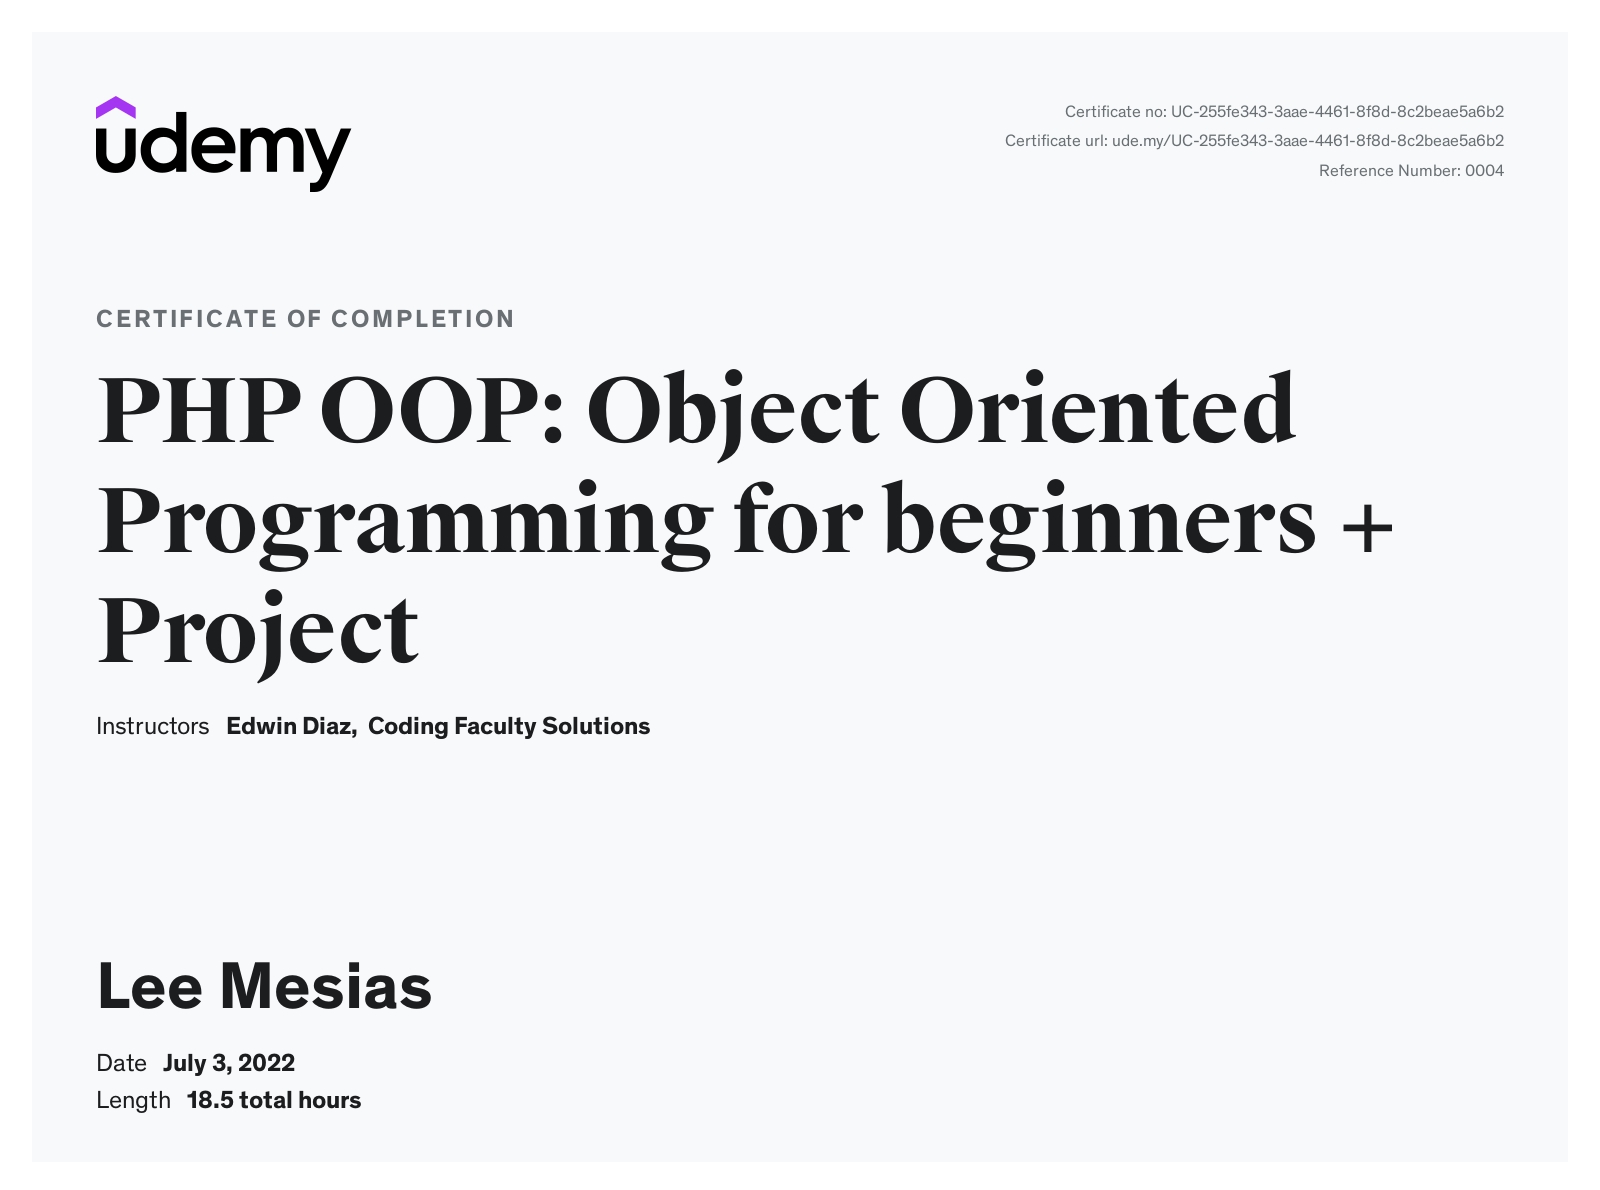 udemy
Certificate no: UC-255fe343-3aae-4461-8f8d-8c2beae5a6b2
Certificate url: ude.my/UC-255fe343-3aae-4461-8f8d-8c2beae5a6b2
Reference Number: 0004
CERTIFICATE OF COMPLETION
PHP OOP: Object Oriented
Programming for beginners +
Project
Instructors Edwin Diaz, Coding Faculty Solutions
Lee Mesias
Date July 3, 2022
Length 18.5 total hours